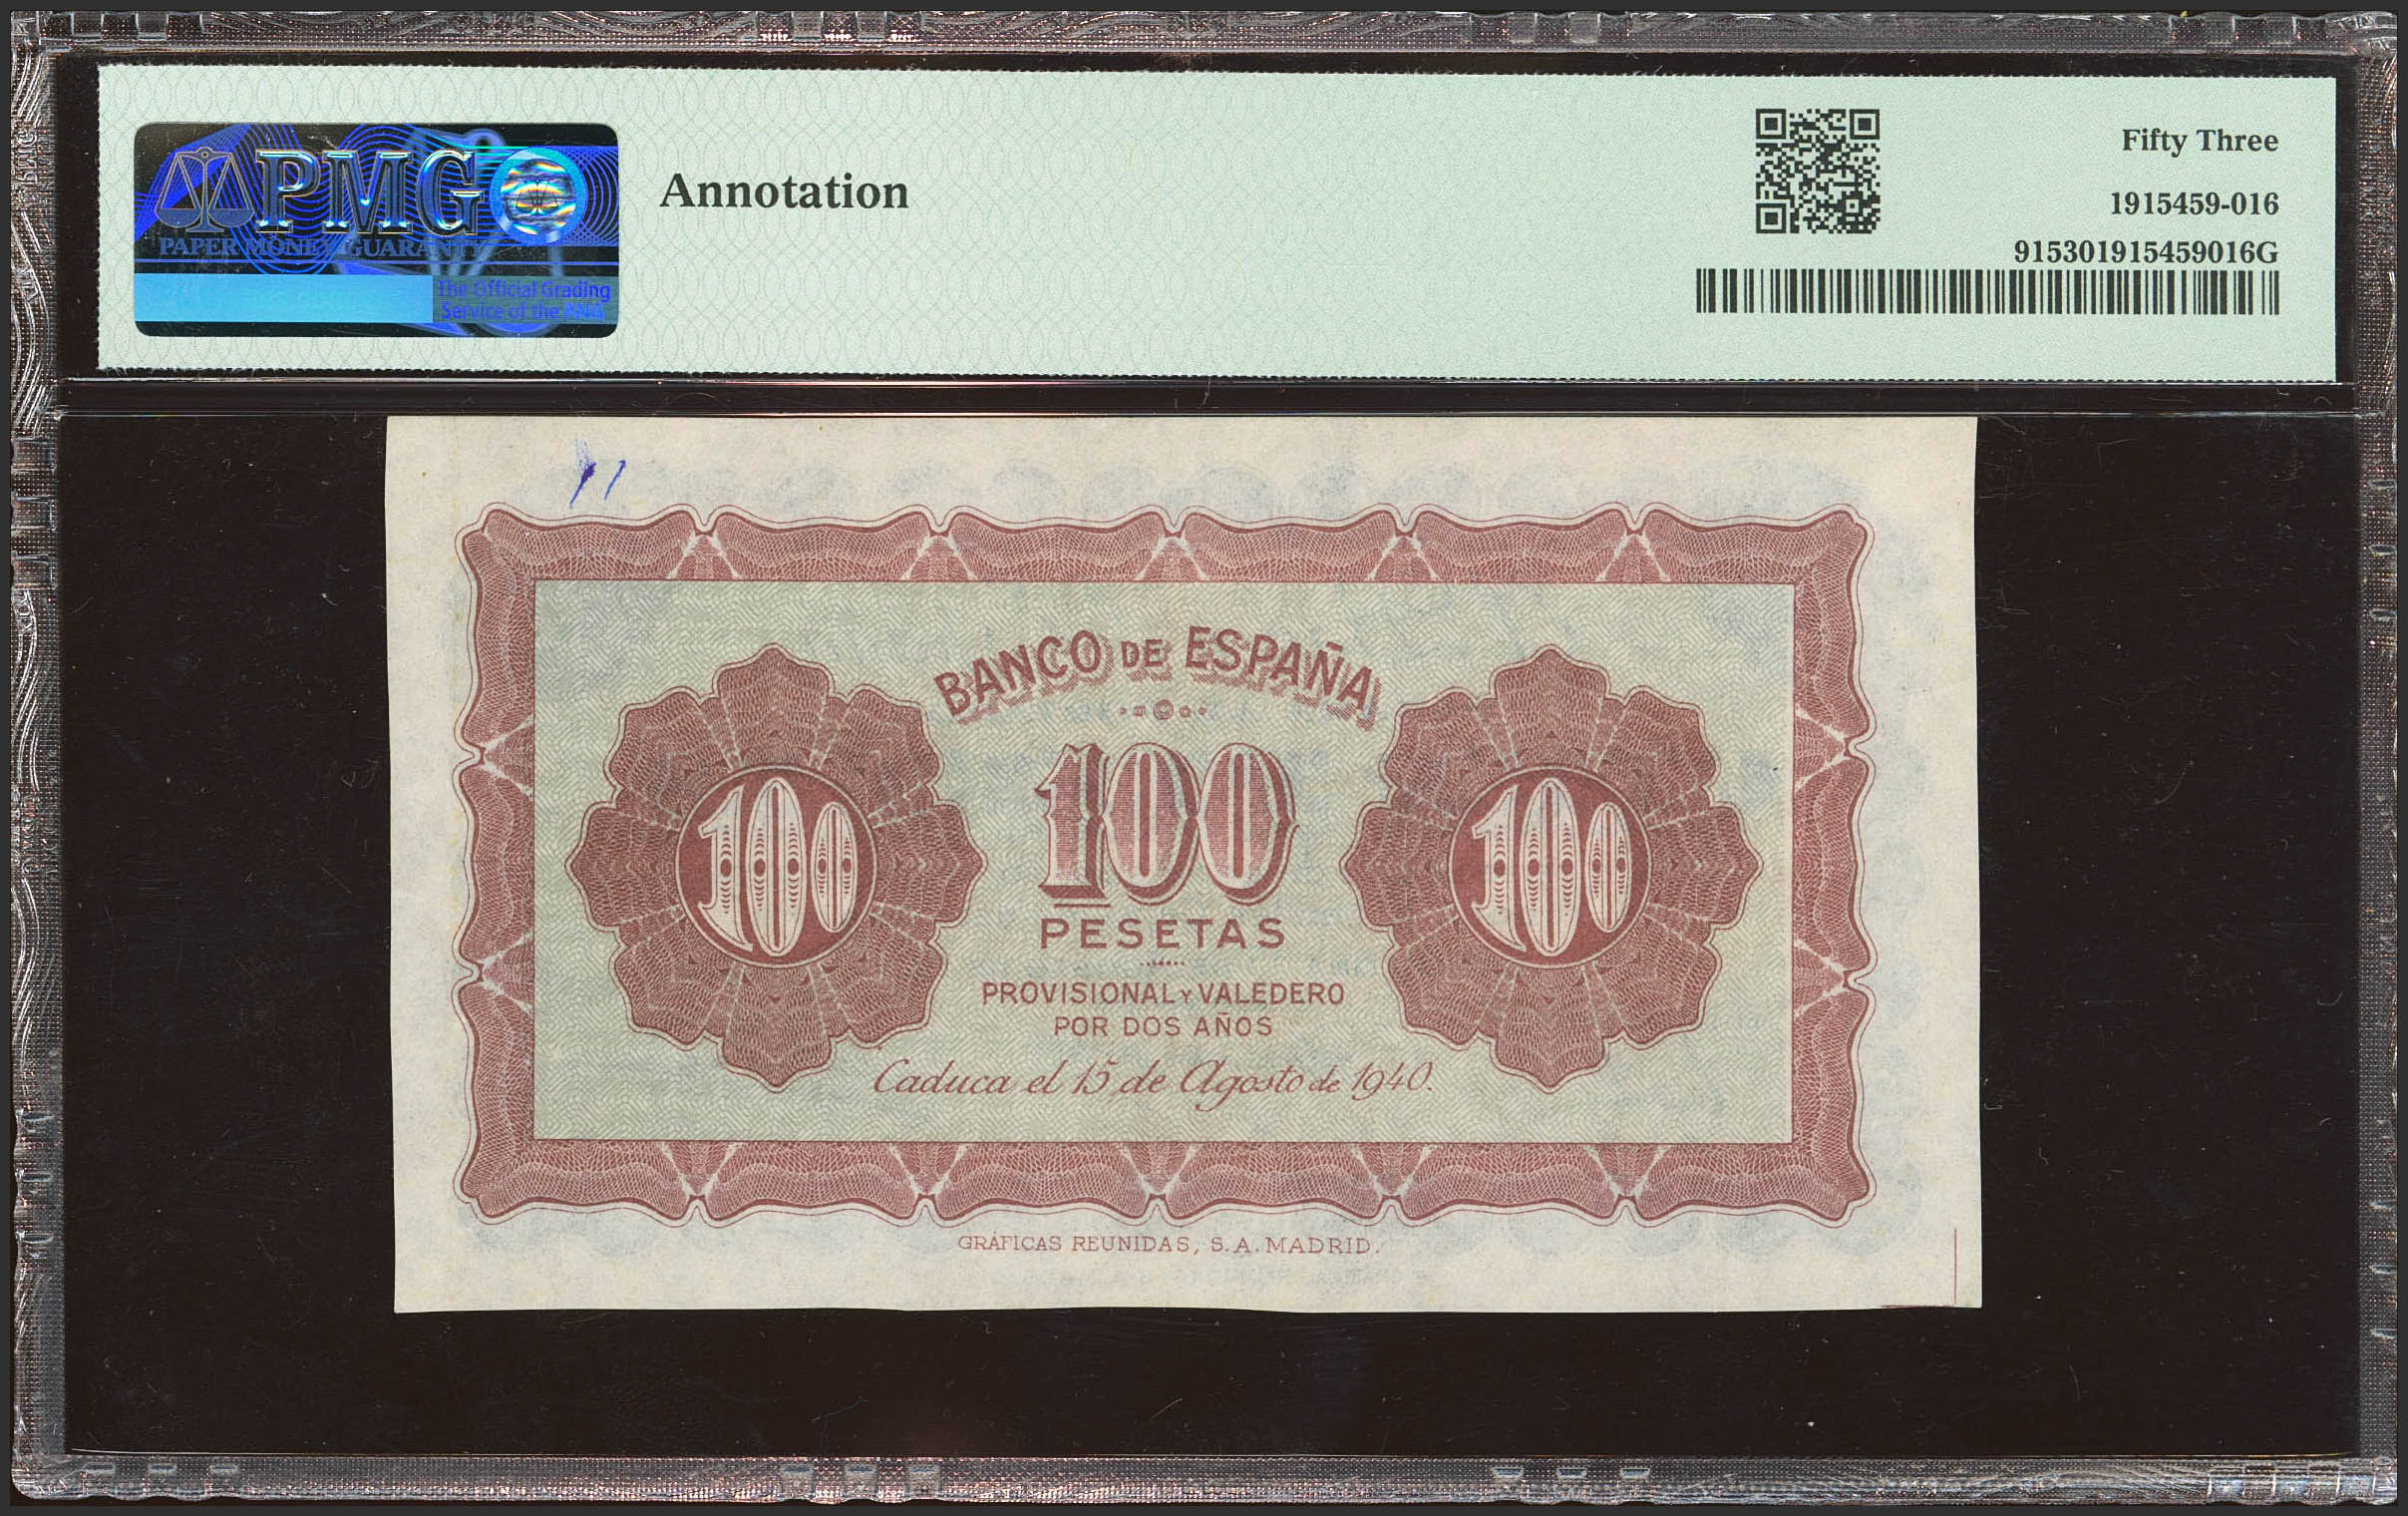 PMG
PAPER MONEY GUARANTY
The Official Grading
Service of the ANA
Annotation
Fifty Three
1915459-016
915301915459016G
11
BANCO DE ESPAÑA
100
100
100
PESETAS
PROVISIONAL Y VALEDERO
POR DOS AÑOS
Caduca el 15 de Agosto de 1940.
GRÁFICAS REUNIDAS, S.A. MADRID.